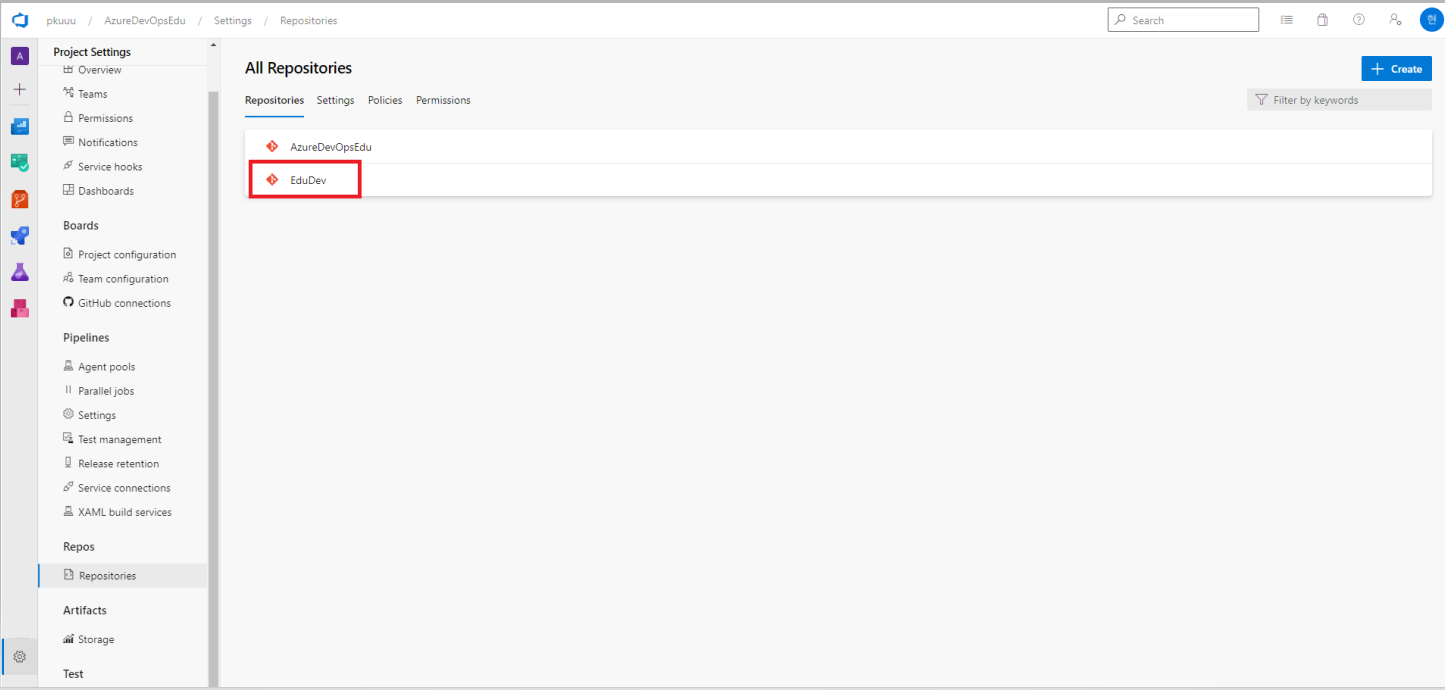 pkuuu / AzureDevOpsEdu / Settings / Repositories
Search
현
A
Project Settings
Overview
Teams
Permissions
Notifications
Service hooks
Dashboards
Boards
Project configuration
Team configuration
GitHub connections
Pipelines
Agent pools
Parallel jobs
Settings
Test management
Release retention
Service connections
XAML build services
Repos
Repositories
Artifacts
Storage
Test
All Repositories
Create
Repositories Settings Policies Permissions
Filter by keywords
AzureDevOpsEdu
EduDev